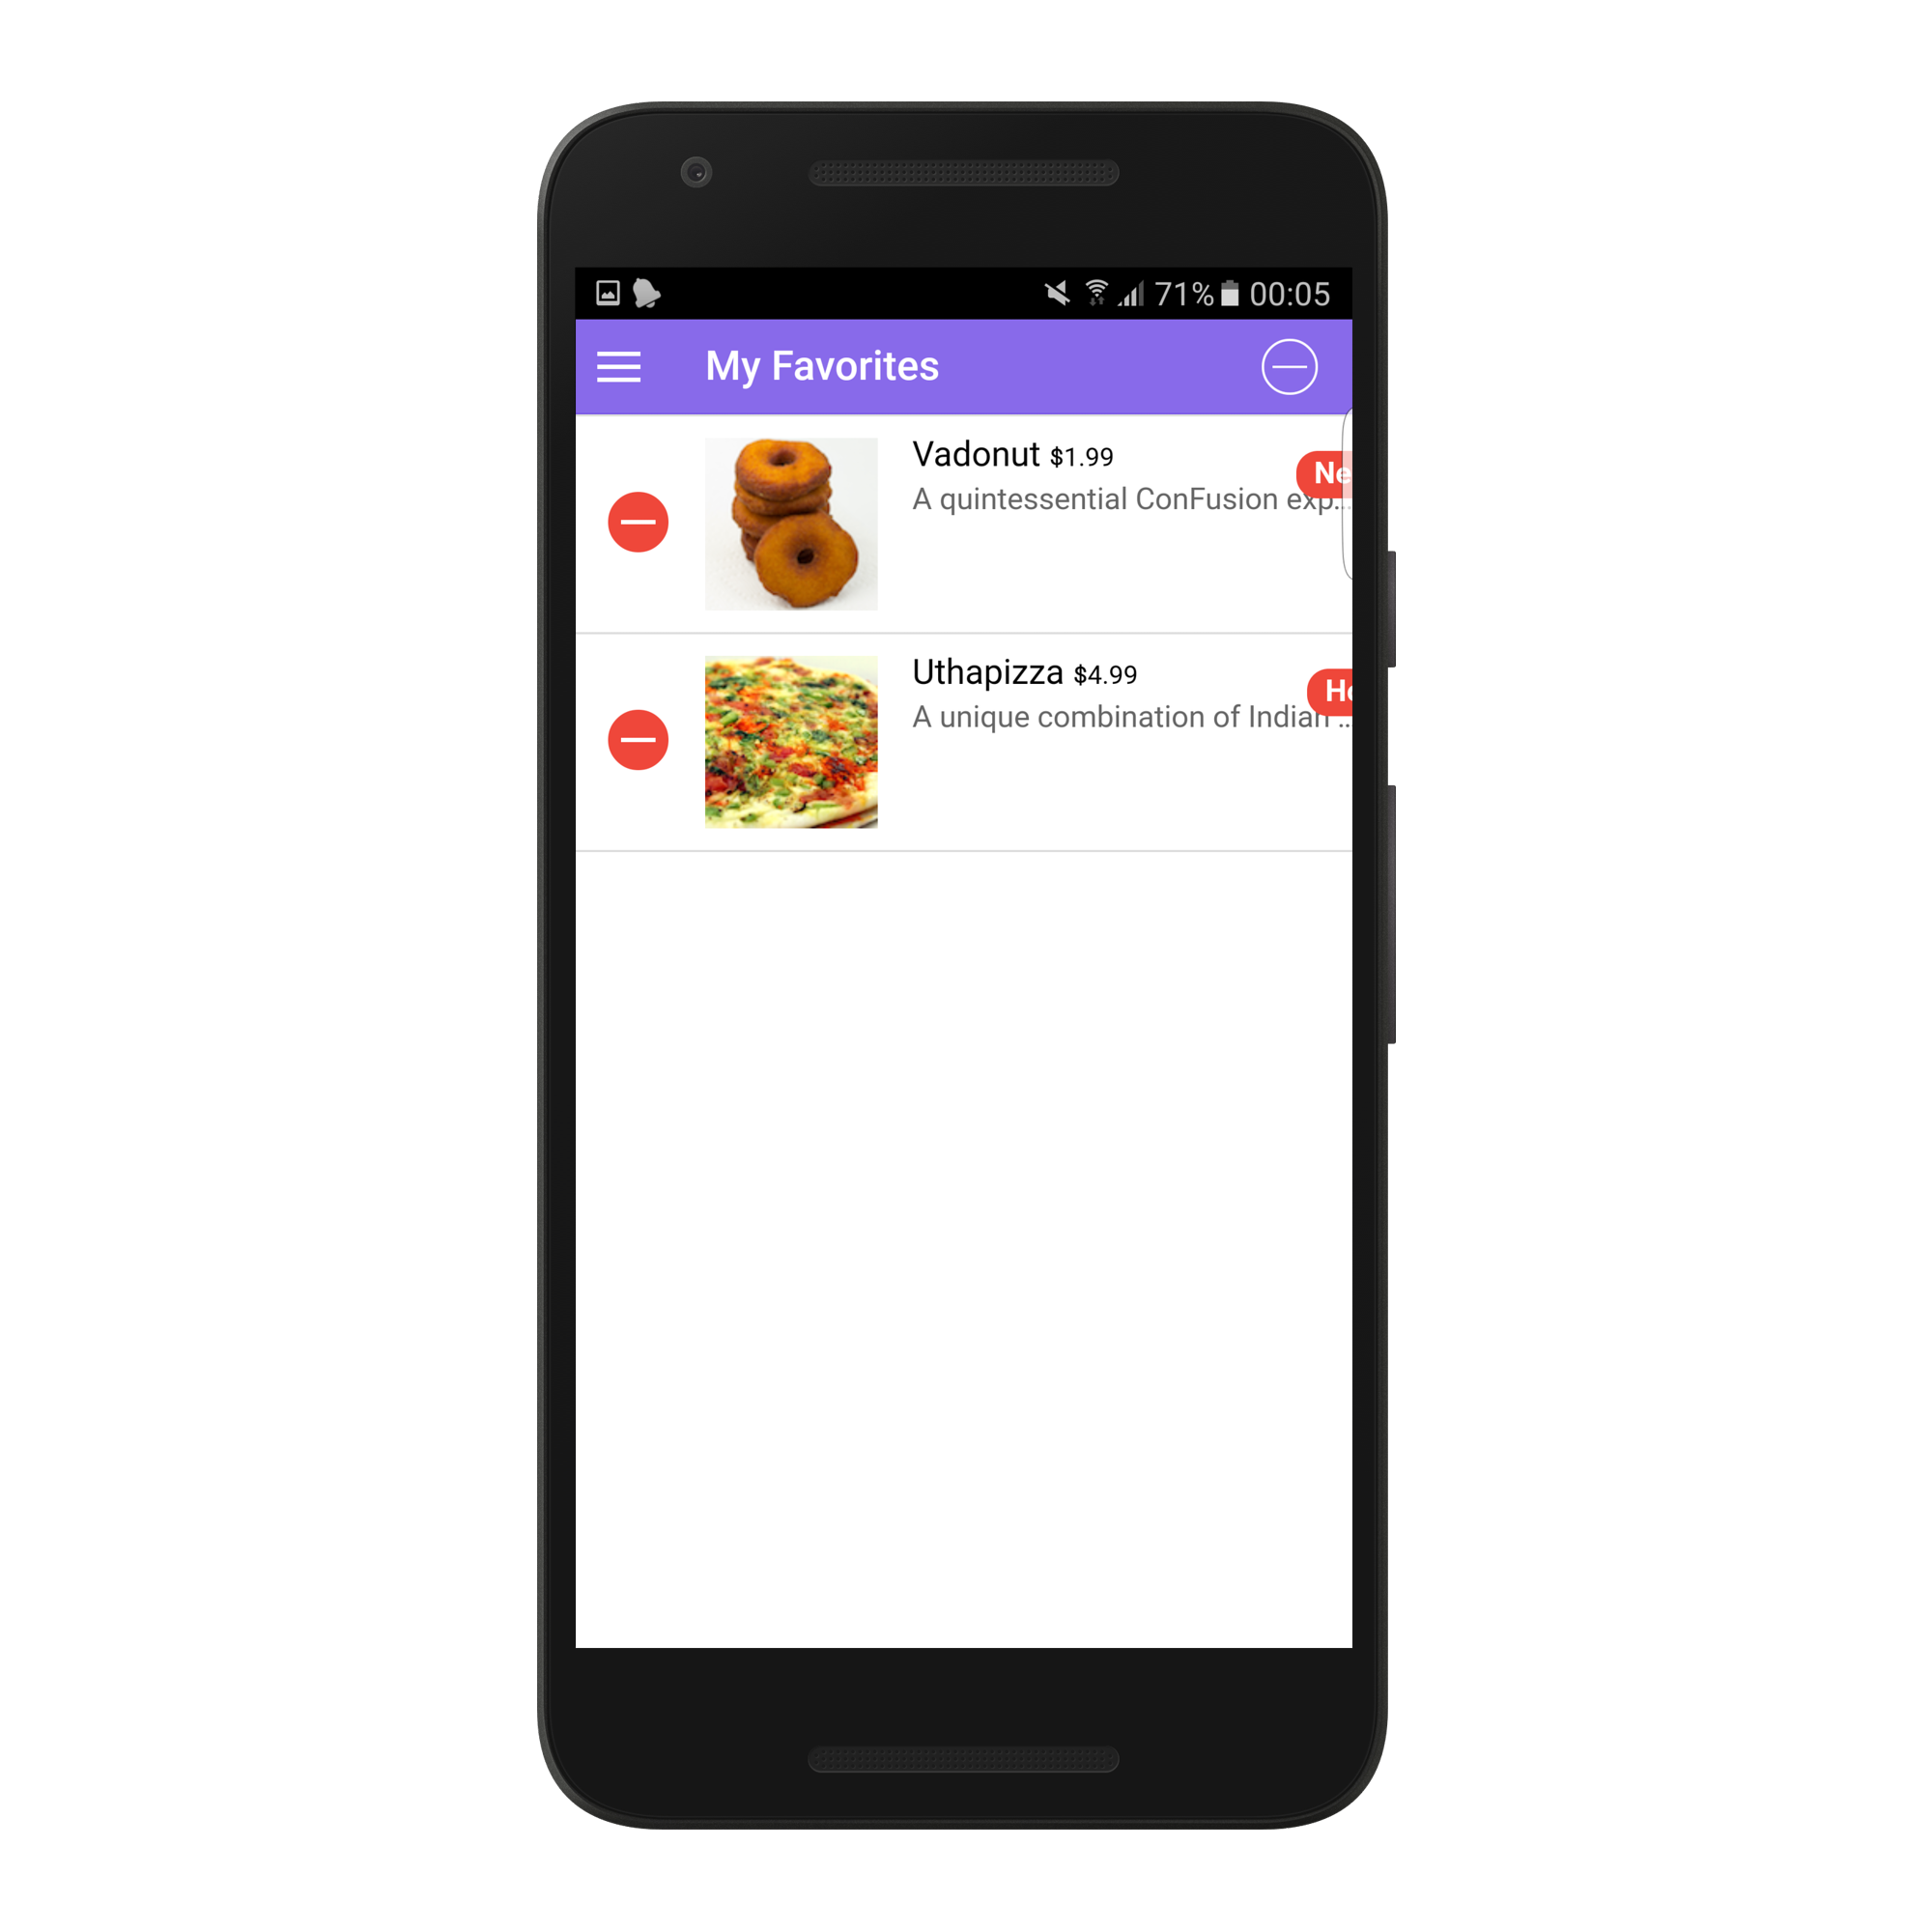 71% 00:05
My Favorites
Vadonut $1.99
Ne
A quintessential ConFusion exp...
Uthapizza $4.99
Ho
A unique combination of Indian ...